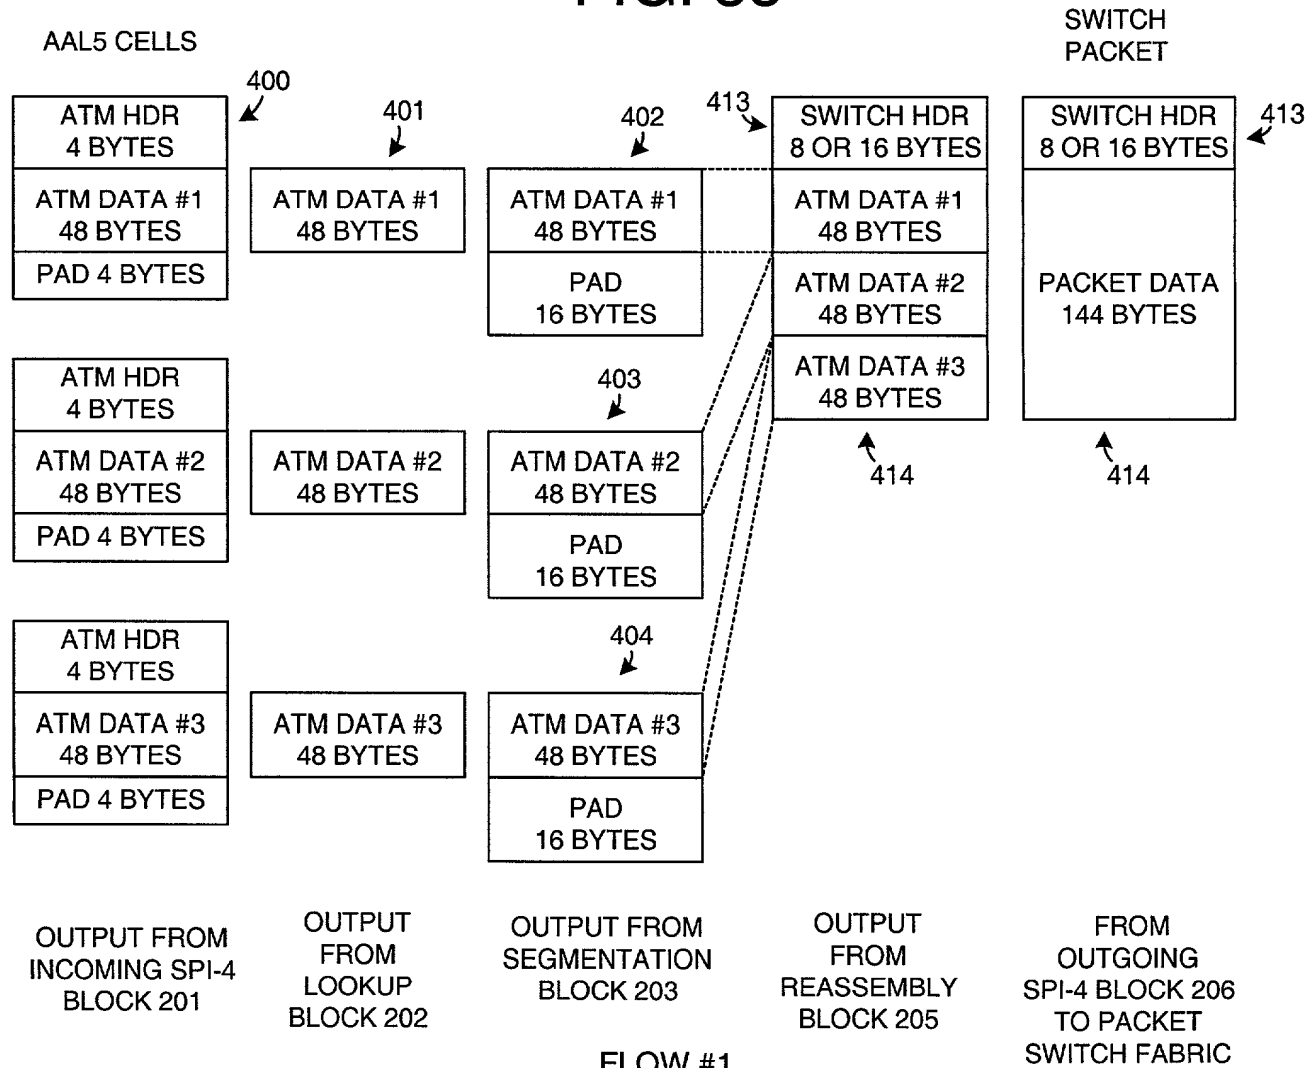 AAL5 CELLS
SWITCH
PACKET
400
ATM HDR
4 BYTES
ATM DATA #1
48 BYTES
PAD 4 BYTES
401
ATM DATA #1
48 BYTES
402
ATM DATA #1
48 BYTES
PAD
16 BYTES
413
SWITCH HDR
8 OR 16 BYTES
ATM DATA #1
48 BYTES
ATM DATA #2
48 BYTES
ATM DATA #3
48 BYTES
414
SWITCH HDR
8 OR 16 BYTES
413
PACKET DATA
144 BYTES
414
ATM HDR
4 BYTES
ATM DATA #2
48 BYTES
PAD 4 BYTES
ATM DATA #2
48 BYTES
403
ATM DATA #2
48 BYTES
PAD
16 BYTES
ATM HDR
4 BYTES
ATM DATA #3
48 BYTES
PAD 4 BYTES
ATM DATA #3
48 BYTES
404
ATM DATA #3
48 BYTES
PAD
16 BYTES
OUTPUT FROM
INCOMING SPI-4
BLOCK 201
OUTPUT
FROM
LOOKUP
BLOCK 202
OUTPUT FROM
SEGMENTATION
BLOCK 203
OUTPUT
FROM
REASSEMBLY
BLOCK 205
FROM
OUTGOING
SPI-4 BLOCK 206
TO PACKET
SWITCH FABRIC
FLOW #1